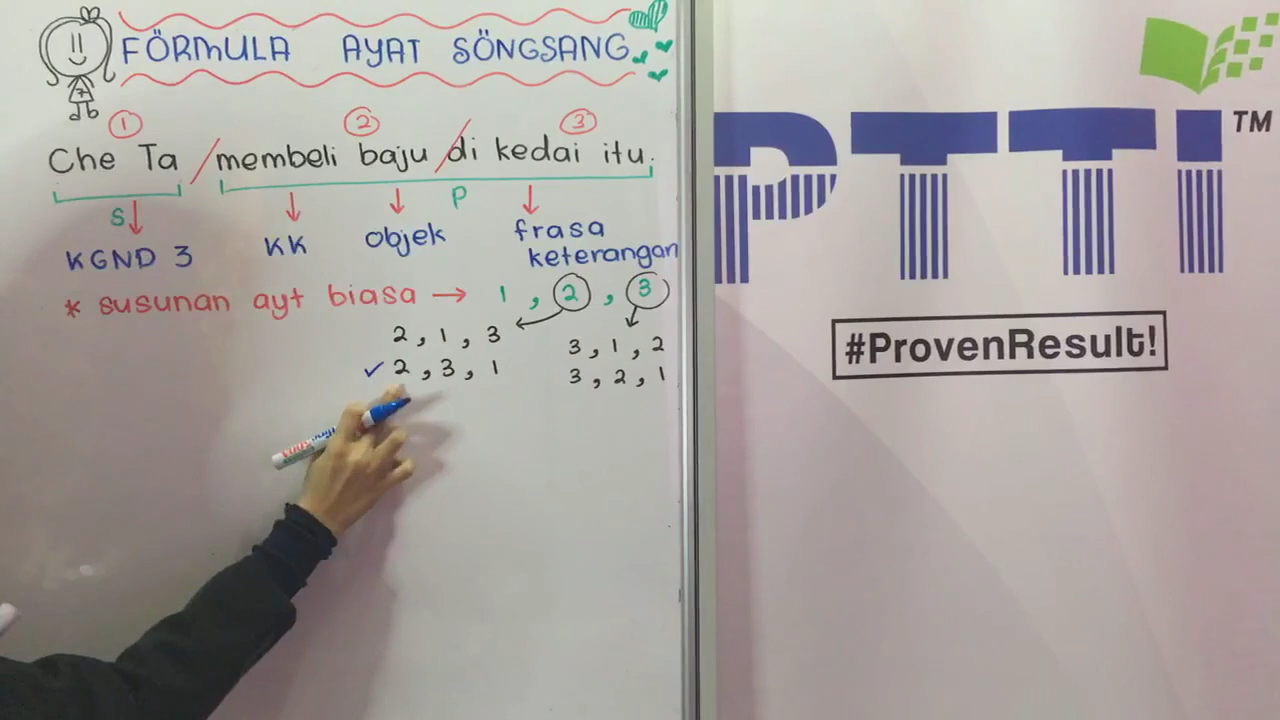 FÖRMULA AYAT SÖNGSANG
1 2 3
Che Ta / membeli baju / di kedai itu.
S P
KGND 3 KK objek frasa keterangan
* susunan ayt biasa → 1, 2, 3
2, 1, 3
✓ 2, 3, 1
3, 1, 2
3, 2, 1
PTTI TM
#ProvenResult!